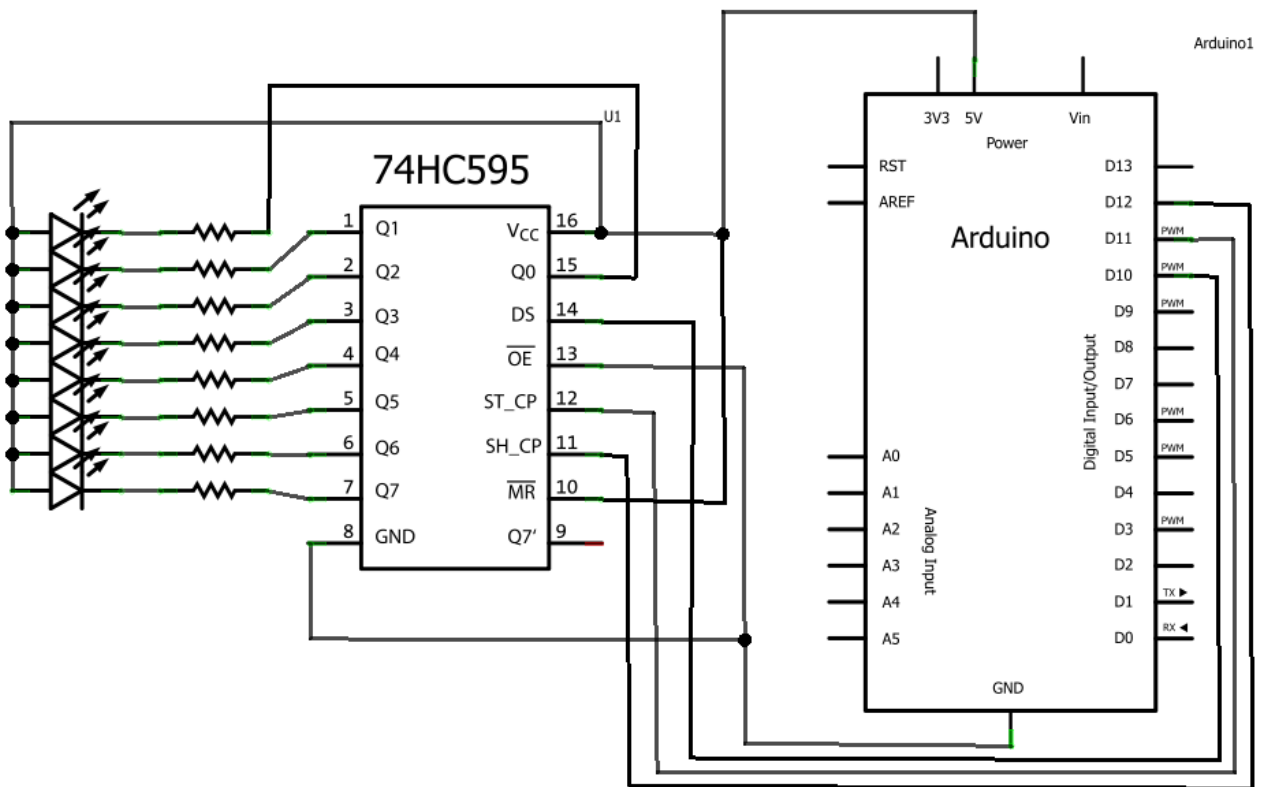 Arduino1
U1
74HC595
1 Q1
2 Q2
3 Q3
4 Q4
5 Q5
6 Q6
7 Q7
8 GND
VCC 16
Q0 15
DS 14
OE 13
ST_CP 12
SH_CP 11
MR 10
Q7' 9
3V3 5V Vin
Power
RST
AREF
Arduino
A0
A1
A2
A3
A4
A5
Analog Input
D13
D12
D11 PWM
D10 PWM
D9 PWM
D8
D7
D6 PWM
D5 PWM
D4
D3 PWM
D2
D1 TX ▶
D0 RX ◀
Digital Input/Output
GND